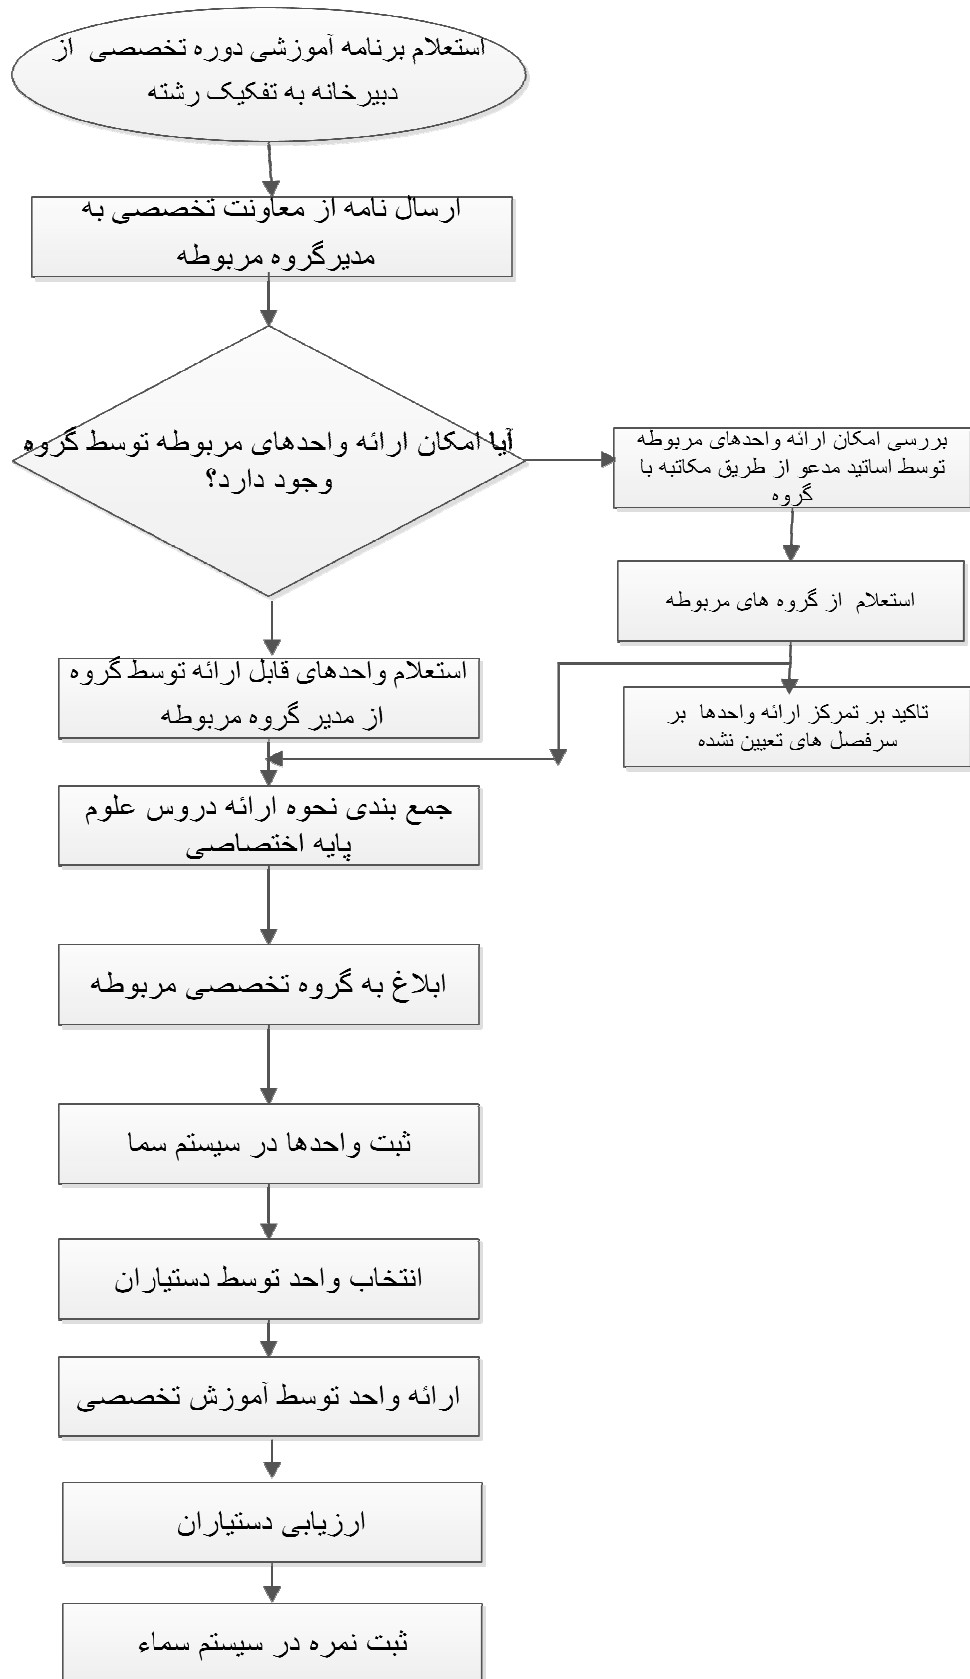 استعلام برنامه آموزشی دوره تخصصی از
دبیرخانه به تفکیک رشته
ارسال نامه از معاونت تخصصی به
مدیرگروه مربوطه
آیا امکان ارائه واحدهای مربوطه توسط گروه
وجود دارد؟
بررسی امکان ارائه واحدهای مربوطه
توسط اساتید مدعو از طریق مکاتبه با
گروه
استعلام از گروه های مربوطه
تاکید بر تمرکز ارائه واحدها بر
سرفصل های تعیین نشده
استعلام واحدهای قابل ارائه توسط گروه
از مدیر گروه مربوطه
جمع بندی نحوه ارائه دروس علوم
پایه اختصاصی
ابلاغ به گروه تخصصی مربوطه
ثبت واحدها در سیستم سما
انتخاب واحد توسط دستیاران
ارائه واحد توسط آموزش تخصصی
ارزیابی دستیاران
ثبت نمره در سیستم سماء